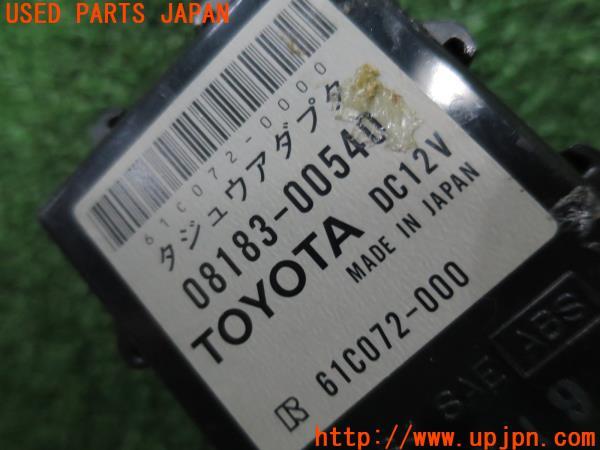 USED PARTS JAPAN
61C072-0000
タジュウアダプタ
08183-00540
TOYOTA DC12V
MADE IN JAPAN
61C072-000
SAE ABS
19
http://www.upjpn.com/